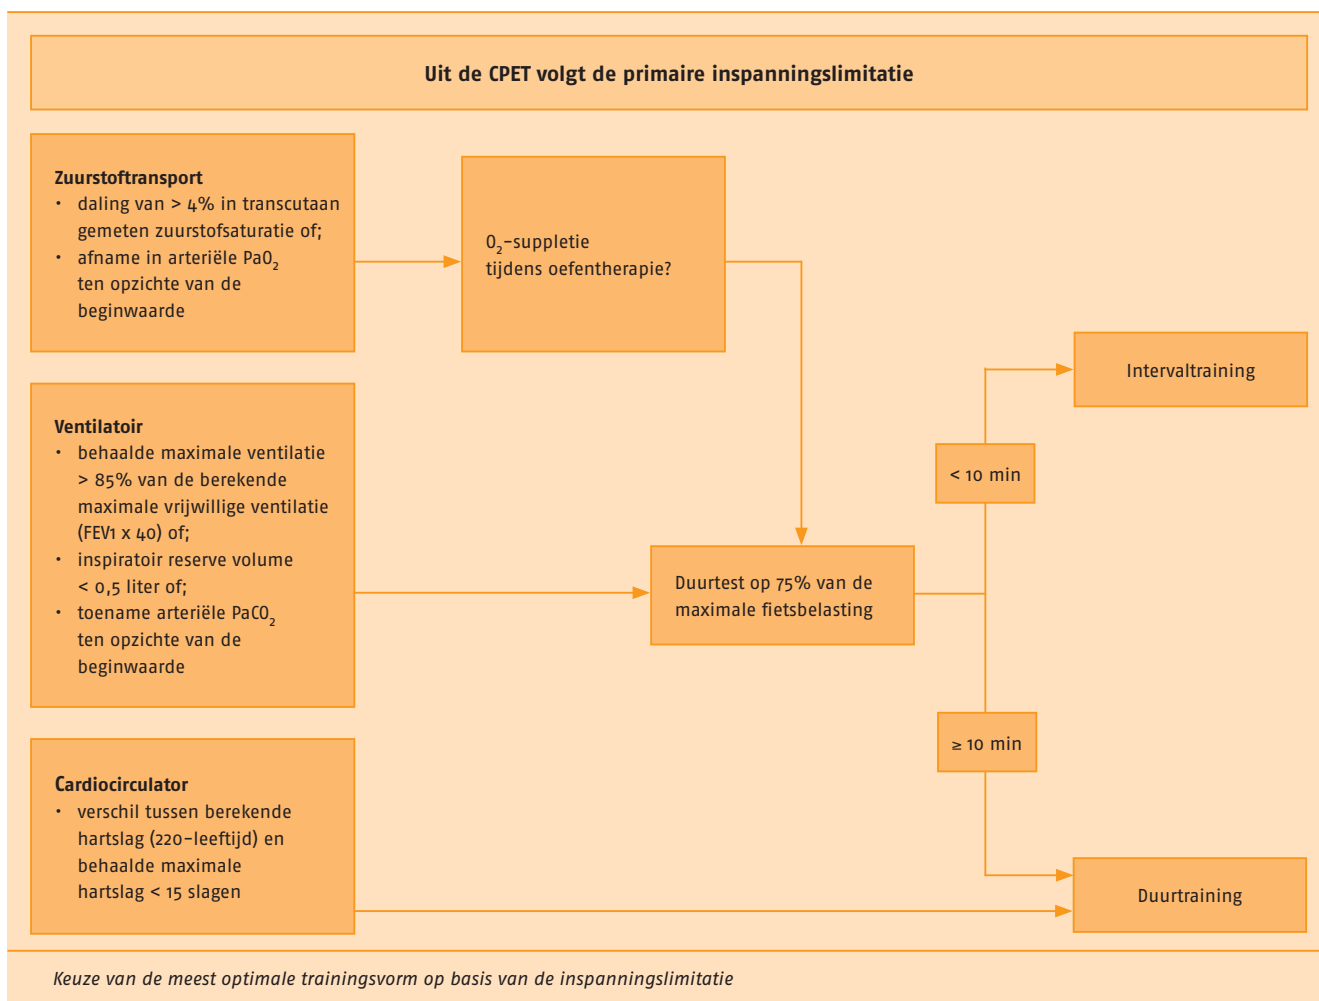 Uit de CPET volgt de primaire inspanningslimitatie
Zuurstoftransport
• daling van > 4% in transcutaan
gemeten zuurstofsaturatie of;
• afname in arteriële PaO₂
ten opzichte van de
beginwaarde
O₂-suppletie
tijdens oefentherapie?
Ventilatoir
• behaalde maximale ventilatie
> 85% van de berekende
maximale vrijwillige ventilatie
(FEV1 x 40) of;
• inspiratoir reserve volume
< 0,5 liter of;
• toename arteriële PaCO₂
ten opzichte van de
beginwaarde
Duurtest op 75% van de
maximale fietsbelasting
< 10 min
Intervaltraining
≥ 10 min
Duurtraining
Cardiocirculator
• verschil tussen berekende
hartslag (220-leeftijd) en
behaalde maximale
hartslag < 15 slagen
Keuze van de meest optimale trainingsvorm op basis van de inspanningslimitatie